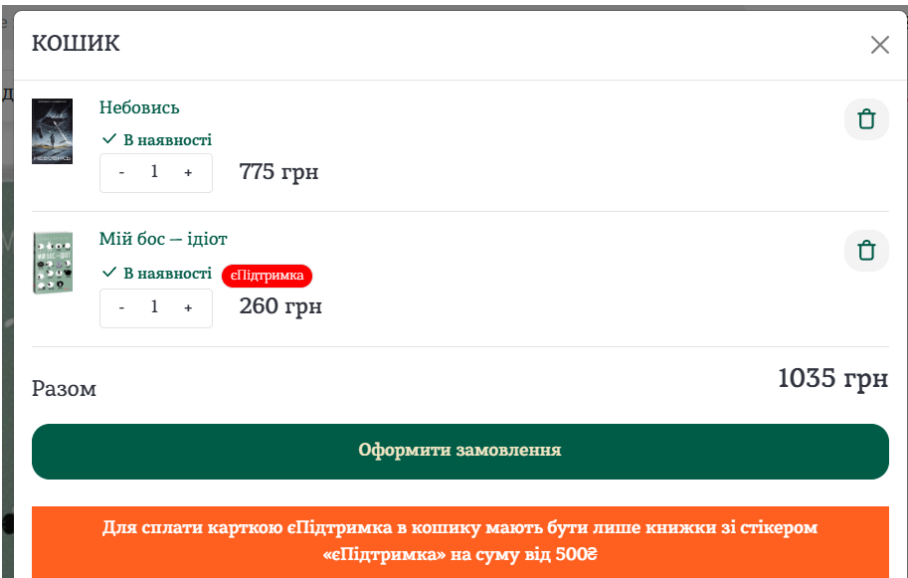 КОШИК
Небовись
В наявності
- 1 +
775 грн
Мій бос – ідіот
В наявності
єПідтримка
- 1 +
260 грн
Разом
1035 грн
Оформити замовлення
Для сплати карткою єПідтримка в кошику мають бути лише книжки зі стікером
«єПідтримка» на суму від 500₴